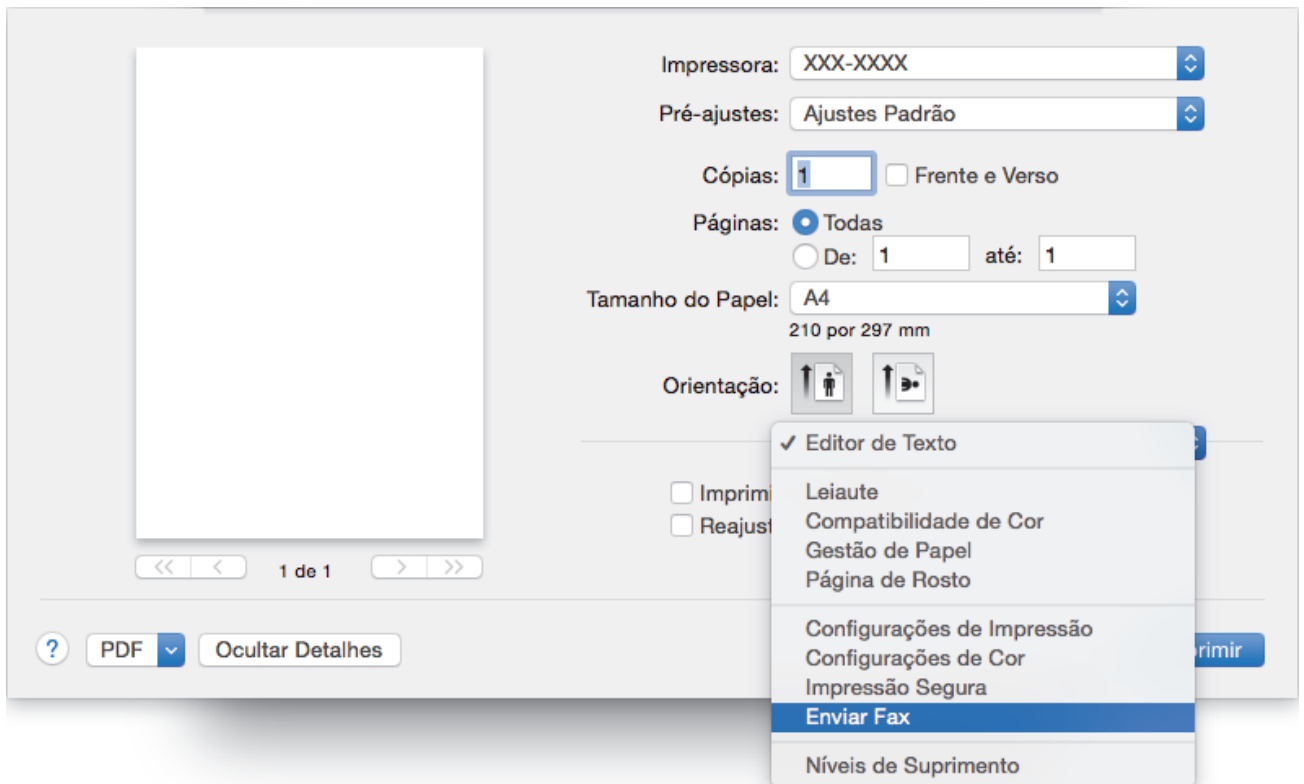 Impressora: XXX-XXXX
Pré-ajustes: Ajustes Padrão
Cópias: 1 Frente e Verso
Páginas: Todas
De: 1 até: 1
Tamanho do Papel: A4
210 por 297 mm
Orientação:
✓ Editor de Texto
Leiaute
Compatibilidade de Cor
Gestão de Papel
Página de Rosto
Configurações de Impressão
Configurações de Cor
Impressão Segura
Enviar Fax
Níveis de Suprimento
Imprimi
Reajust
<< < 1 de 1 > >>
? PDF Ocultar Detalhes
rimir